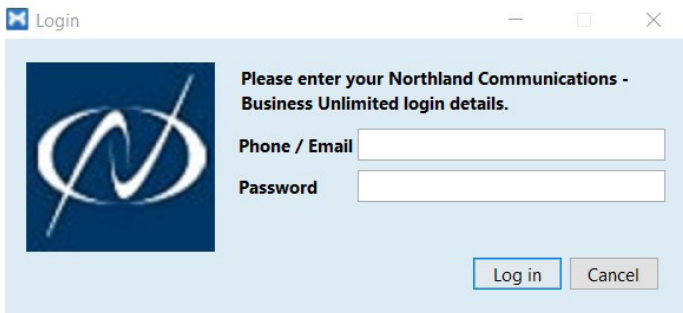 Login
Please enter your Northland Communications -
Business Unlimited login details.
Phone / Email
Password
Log in
Cancel